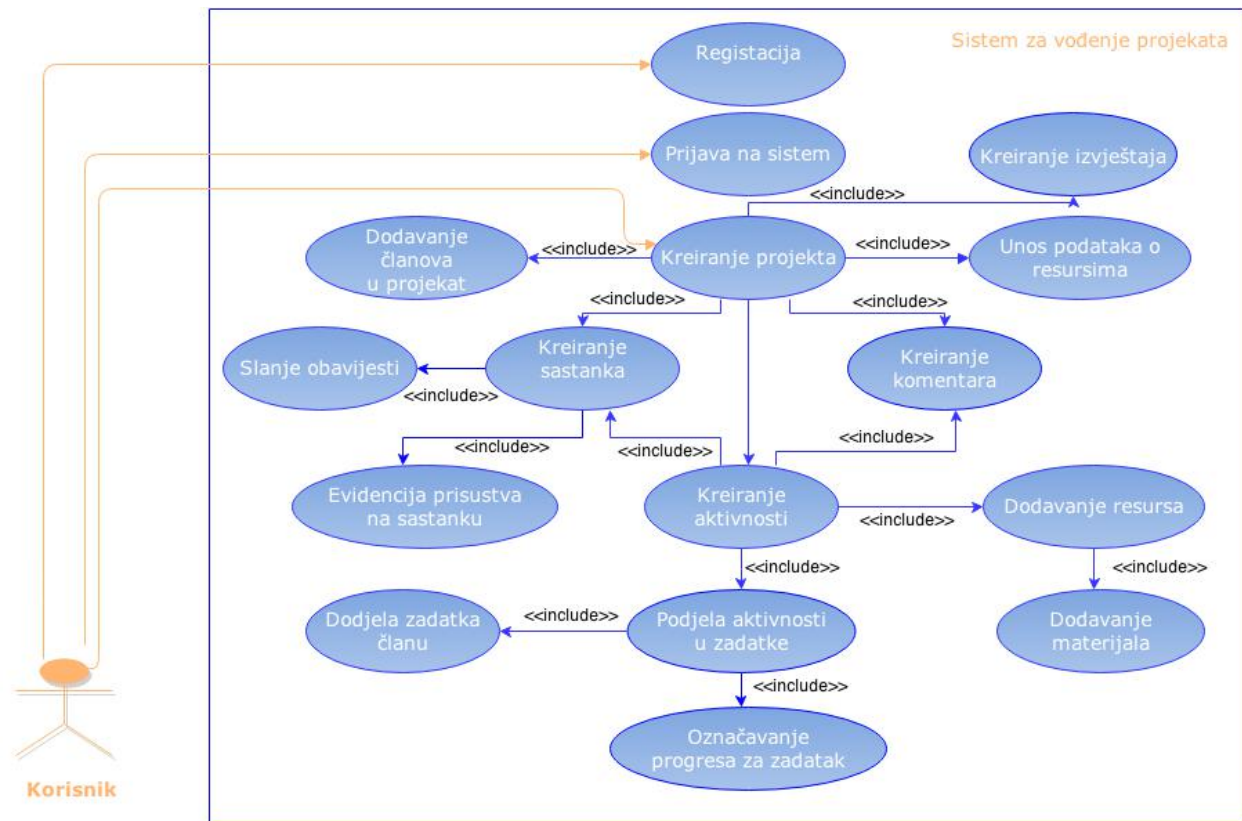 Sistem za vođenje projekata
Registacija
Prijava na sistem
Kreiranje izvještaja
<<include>>
Dodavanje
članova
u projekat
<<include>>
Kreiranje projekta
<<include>>
Unos podataka o
resursima
<<include>>
<<include>>
Slanje obavijesti
Kreiranje
sastanka
Kreiranje
komentara
<<include>>
<<include>>
<<include>>
<<include>>
Evidencija prisustva
na sastanku
Kreiranje
aktivnosti
<<include>>
Dodavanje resursa
<<include>>
<<include>>
Dodjela zadatka
članu
<<include>>
Podjela aktivnosti
u zadatke
Dodavanje
materijala
<<include>>
Označavanje
progresa za zadatak
Korisnik